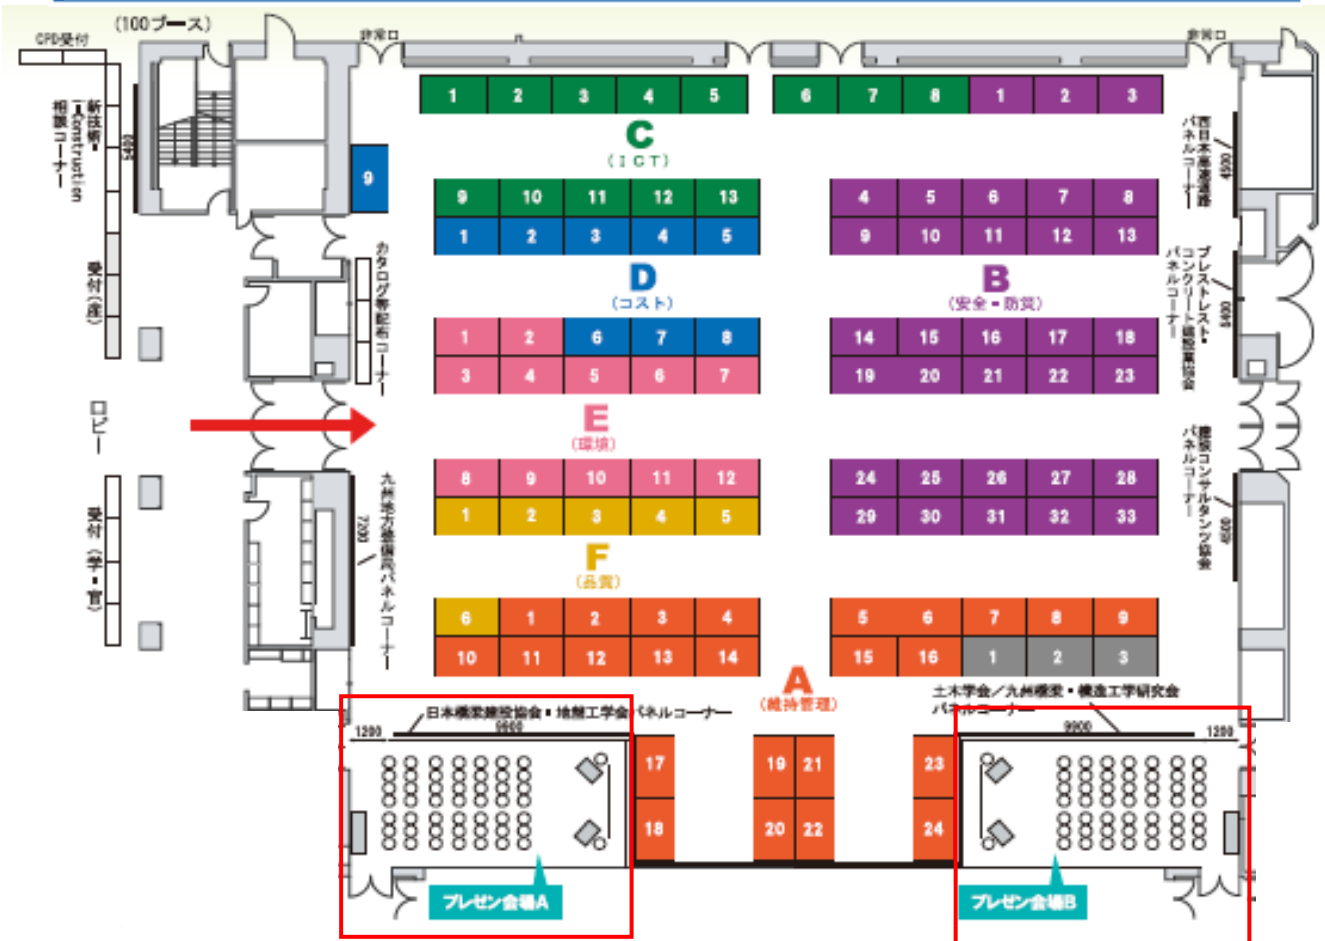 (100ブース)
CPD受付
非常口
非常口
新技術・
i-Construction
相談コーナー
5400
1 2 3 4 5
6 7 8 1 2 3
C
(ICT)
9
9 10 11 12 13
1 2 3 4 5
4 5 6 7 8
9 10 11 12 13
西日本高速道路
パネルコーナー
4500
受付(産)
カタログ等配布コーナー
D
(コスト)
B
(安全・防災)
プレストレスト・
コンクリート建設業協会
パネルコーナー
5400
1 2 6 7 8
3 4 5 6 7
14 15 16 17 18
19 20 21 22 23
ロビー
E
(環境)
建設コンサルタンツ協会
パネルコーナー
8 9 10 11 12
1 2 3 4 5
24 25 26 27 28
29 30 31 32 33
受付(学・官)
7200
九州地方整備局パネルコーナー
F
(品質)
6 1 2 3 4
10 11 12 13 14
5 6 7 8 9
15 16 1 2 3
A
(維持管理)
日本橋梁建設協会・地盤工学会パネルコーナー
土木学会/九州橋梁・構造工学研究会
パネルコーナー
1200
9900
9900
1200
17 19 21 23
18 20 22 24
プレゼン会場A
プレゼン会場B